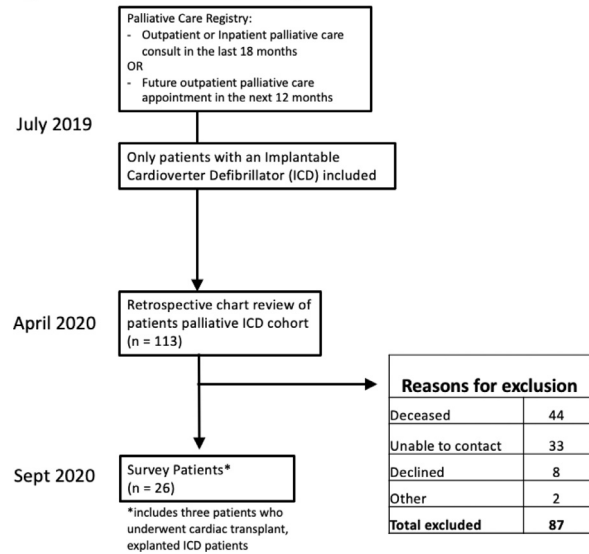 Palliative Care Registry:
- Outpatient or Inpatient palliative care
consult in the last 18 months
OR
- Future outpatient palliative care
appointment in the next 12 months
July 2019
Only patients with an Implantable
Cardioverter Defibrillator (ICD) included
April 2020
Retrospective chart review of
patients palliative ICD cohort
(n = 113)
Reasons for exclusion
Deceased 44
Unable to contact 33
Declined 8
Other 2
Total excluded 87
Sept 2020
Survey Patients*
(n = 26)
*includes three patients who
underwent cardiac transplant,
explanted ICD patients